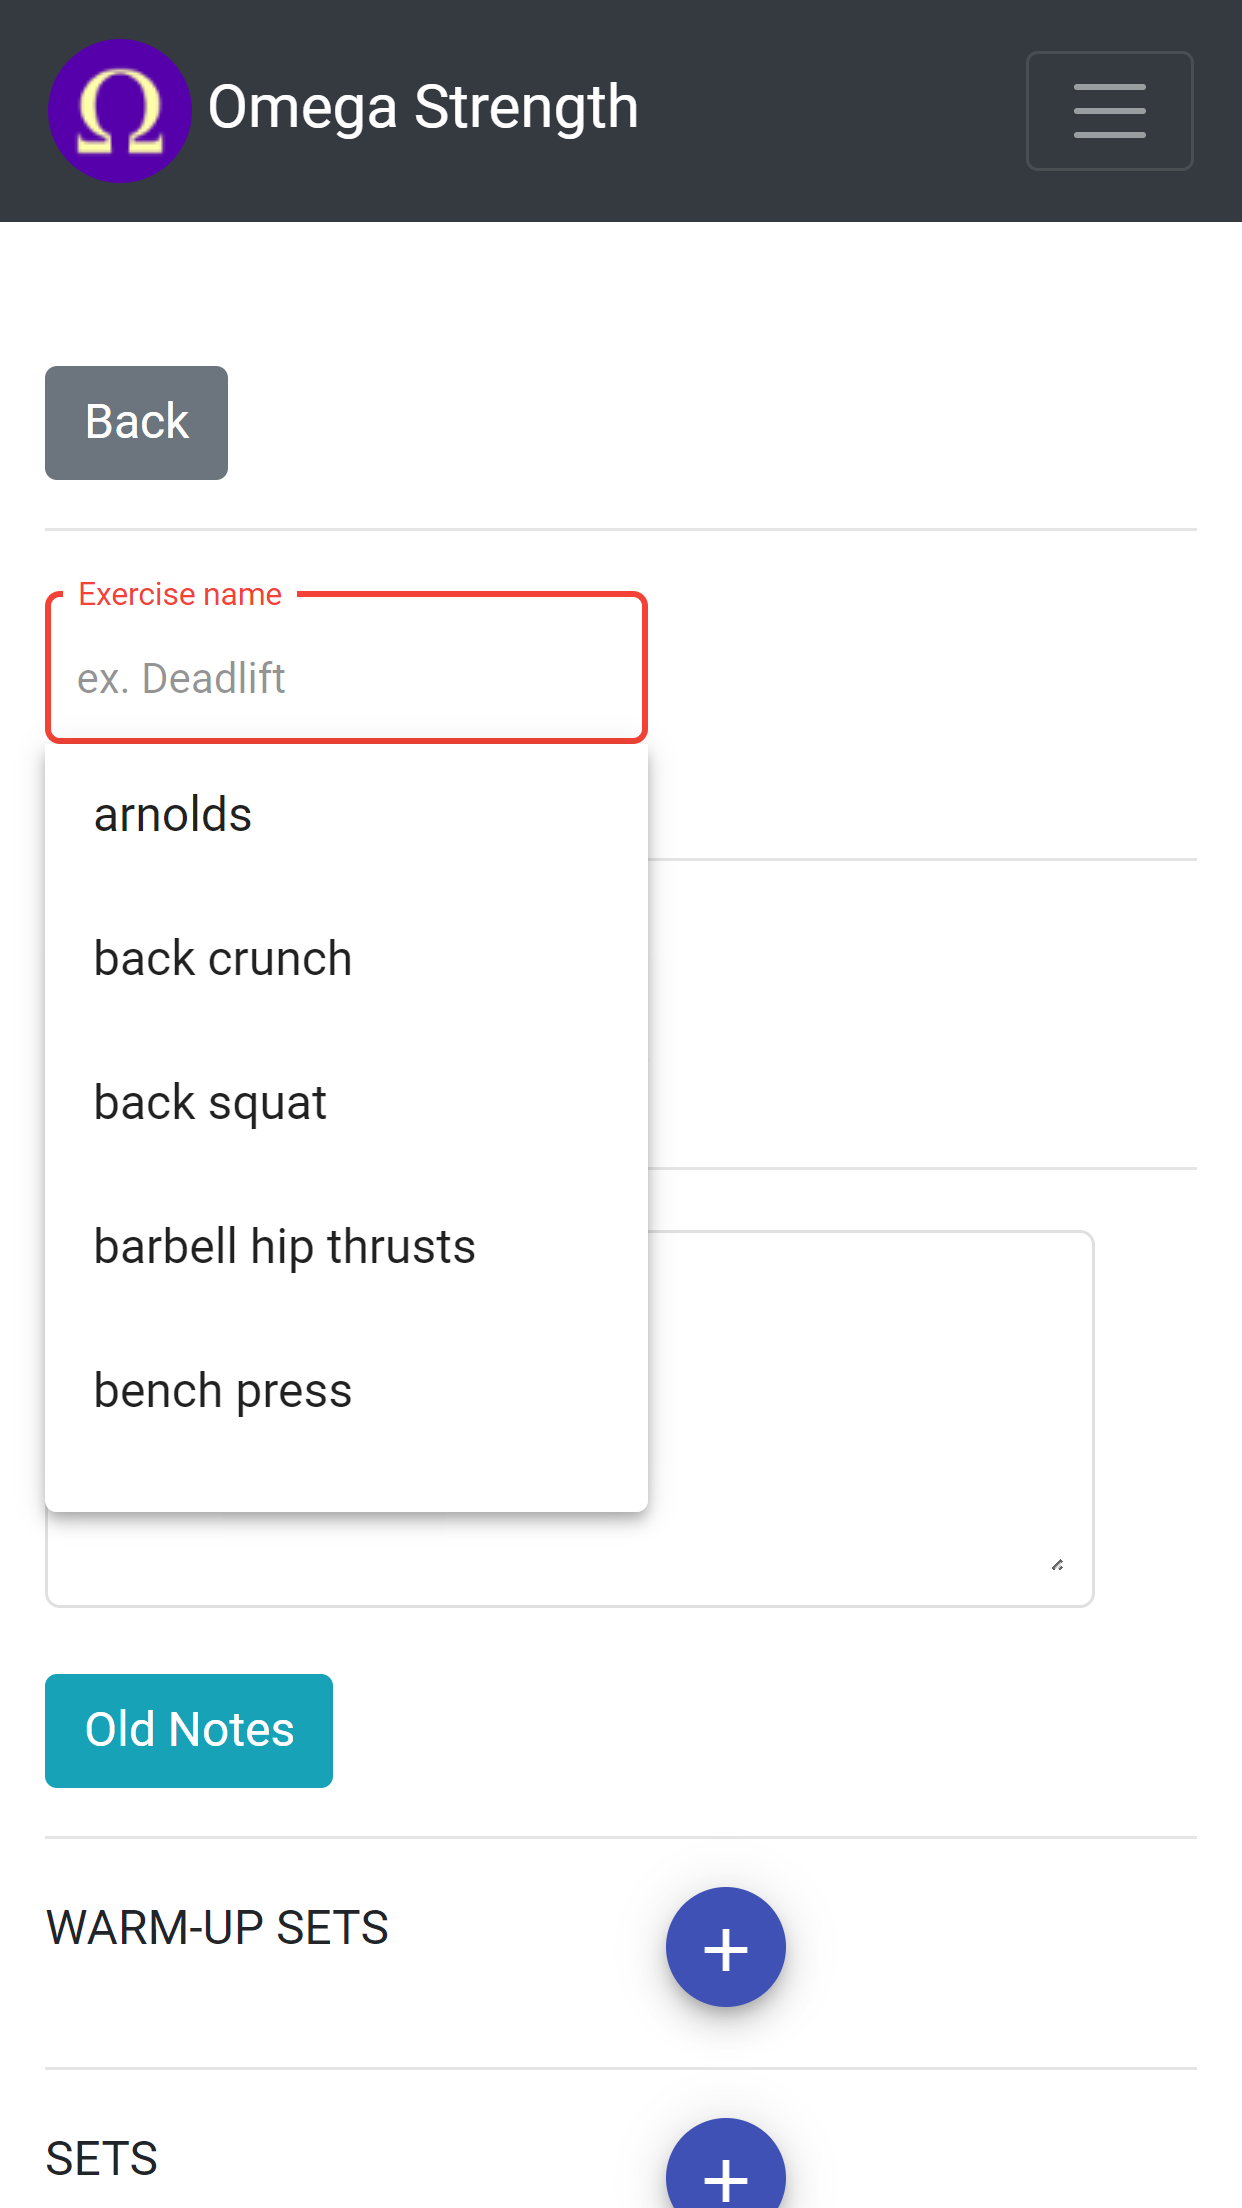 Ω Omega Strength
Back
Exercise name
ex. Deadlift
arnolds
back crunch
back squat
barbell hip thrusts
bench press
Old Notes
WARM-UP SETS
+
SETS
+